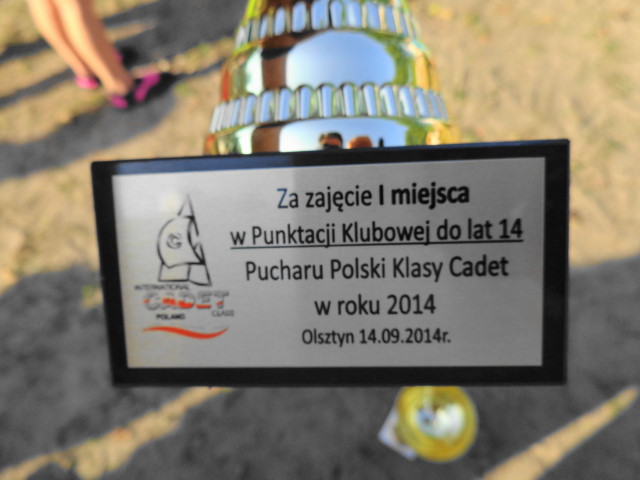 Za zajęcie I miejsca
w Punktacji Klubowej do lat 14
Pucharu Polski Klasy Cadet
w roku 2014
Olsztyn 14.09.2014r.
INTERNATIONAL
CADET
POLAND CLASS